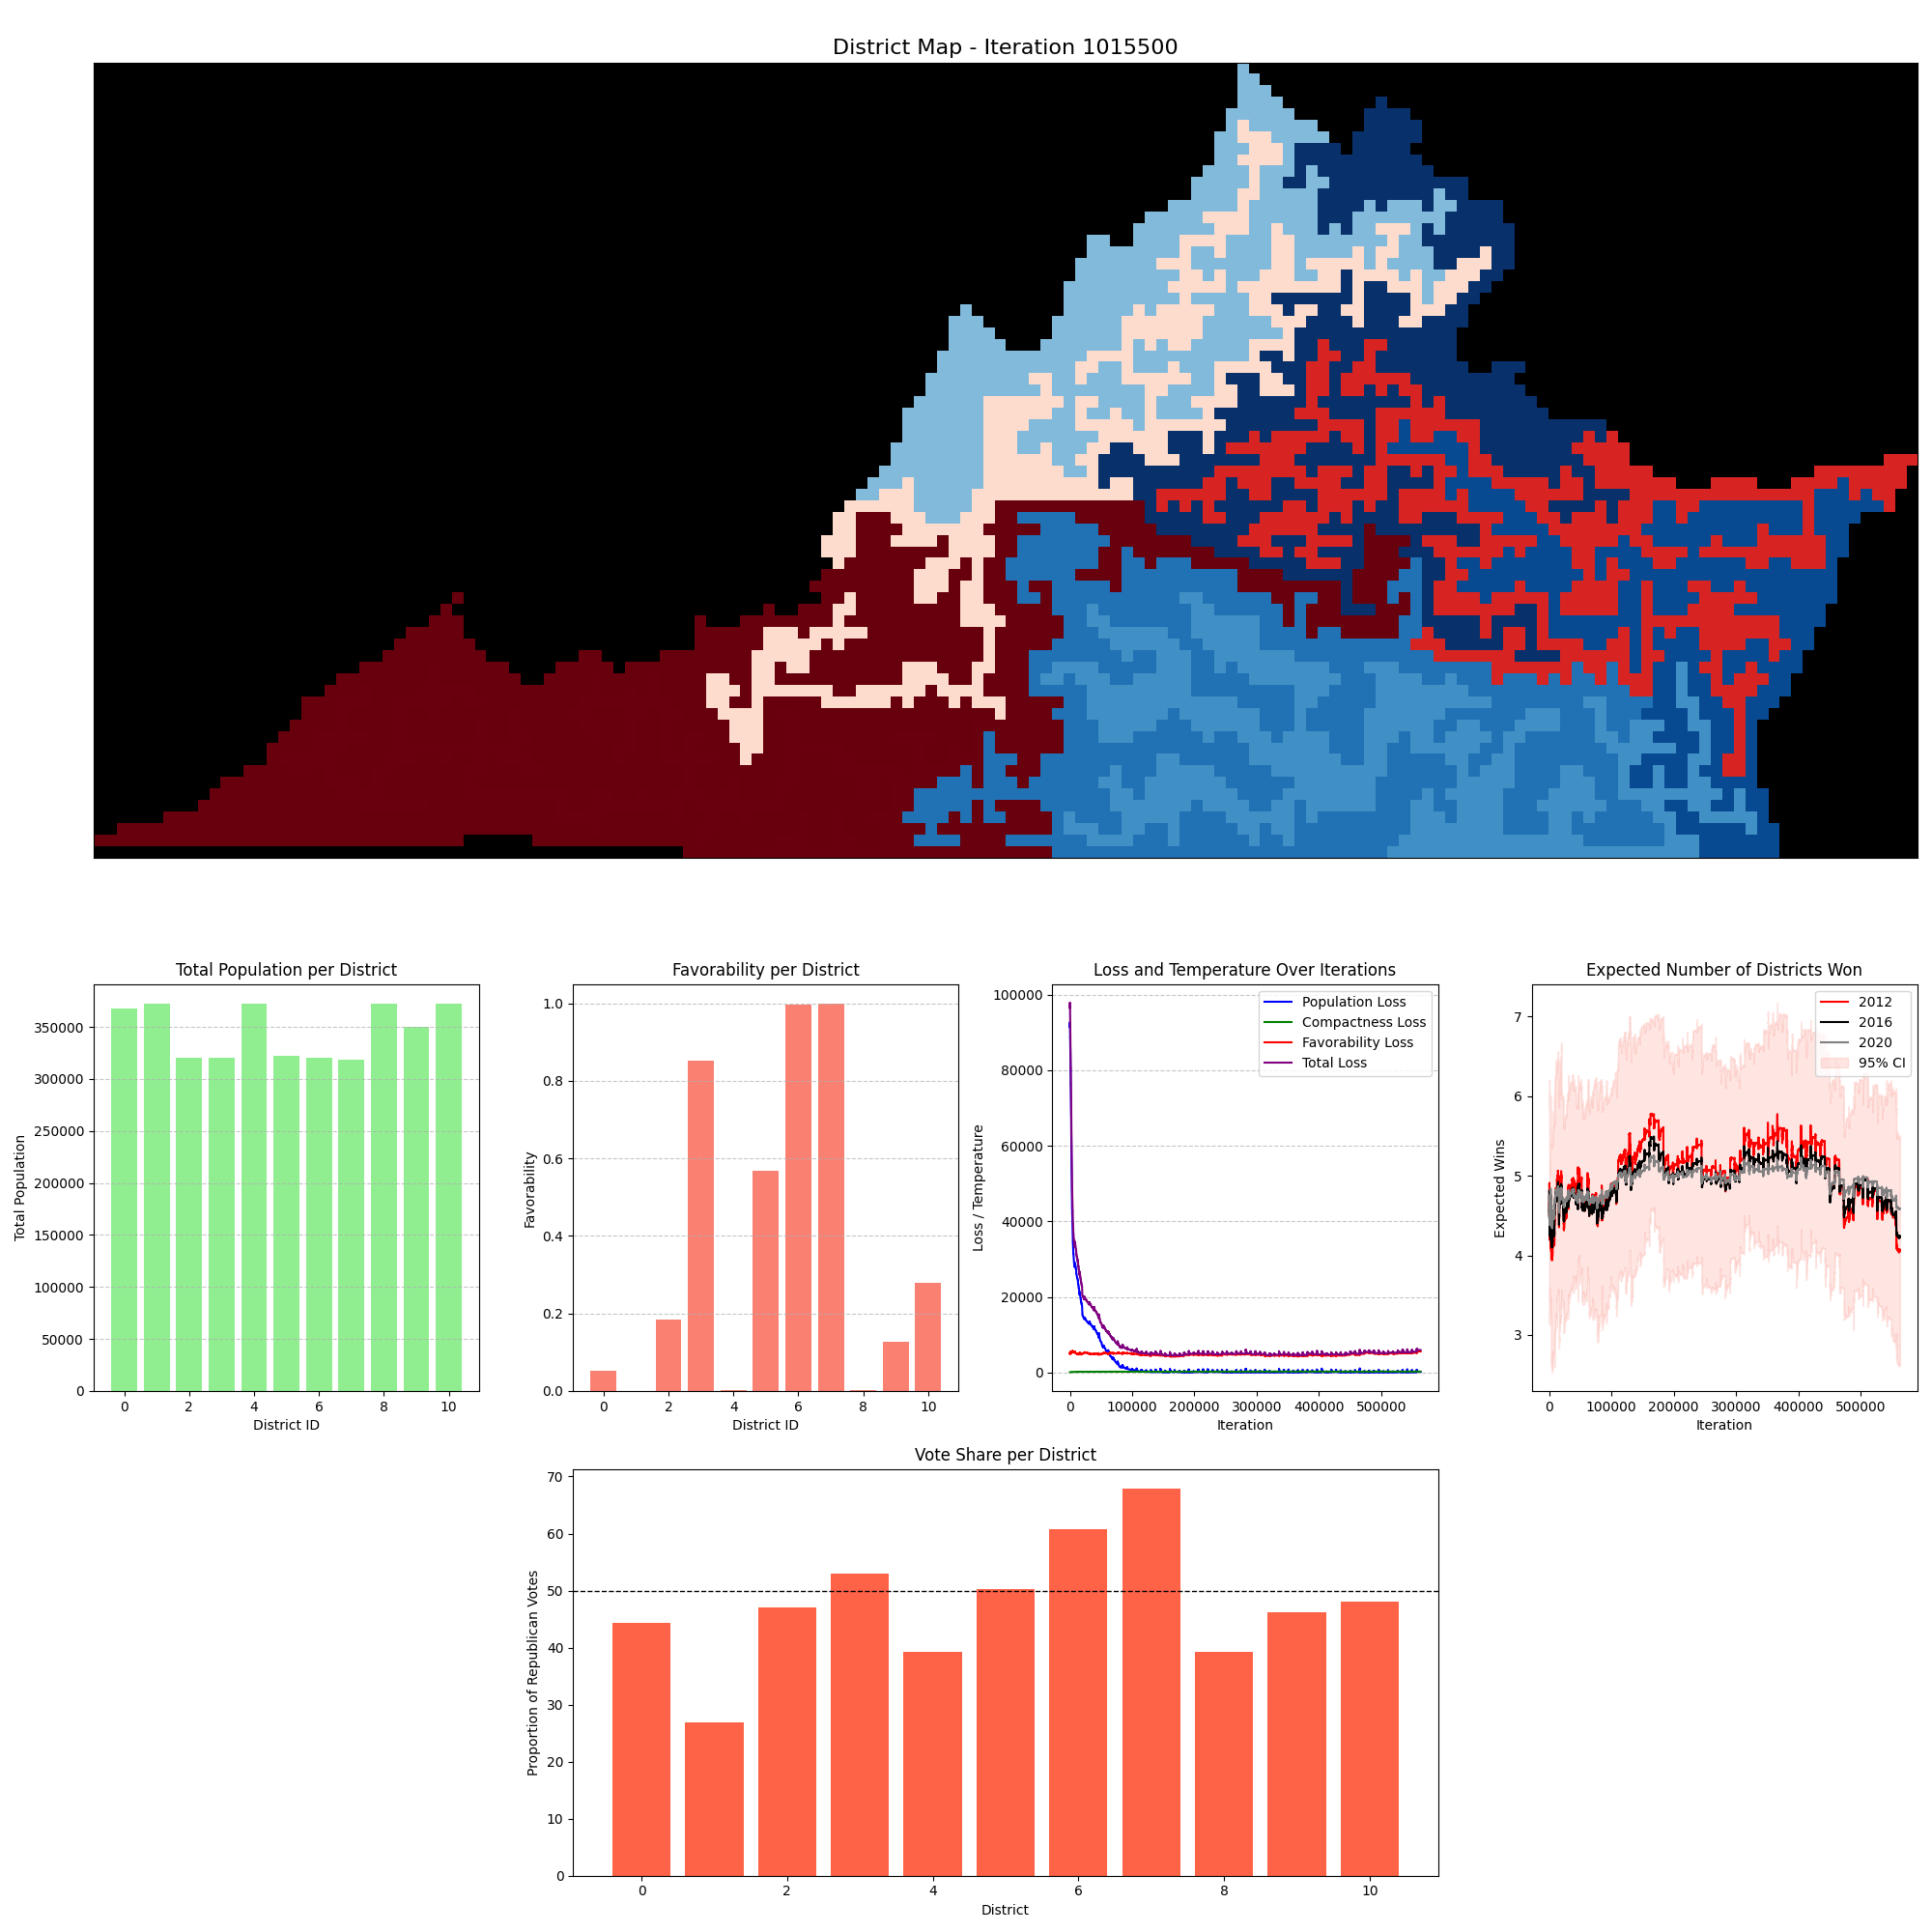 District Map - Iteration 1015500
Total Population per District
Total Population
350000
300000
250000
200000
150000
100000
50000
0
0 2 4 6 8 10
District ID
Favorability per District
Favorability
1.0
0.8
0.6
0.4
0.2
0.0
0 2 4 6 8 10
District ID
Loss and Temperature Over Iterations
Loss / Temperature
100000
80000
60000
40000
20000
0
Population Loss
Compactness Loss
Favorability Loss
Total Loss
0 100000 200000 300000 400000 500000
Iteration
Expected Number of Districts Won
Expected Wins
7
6
5
4
3
2012
2016
2020
95% CI
0 100000 200000 300000 400000 500000
Iteration
Vote Share per District
Proportion of Republican Votes
70
60
50
40
30
20
10
0
0 2 4 6 8 10
District